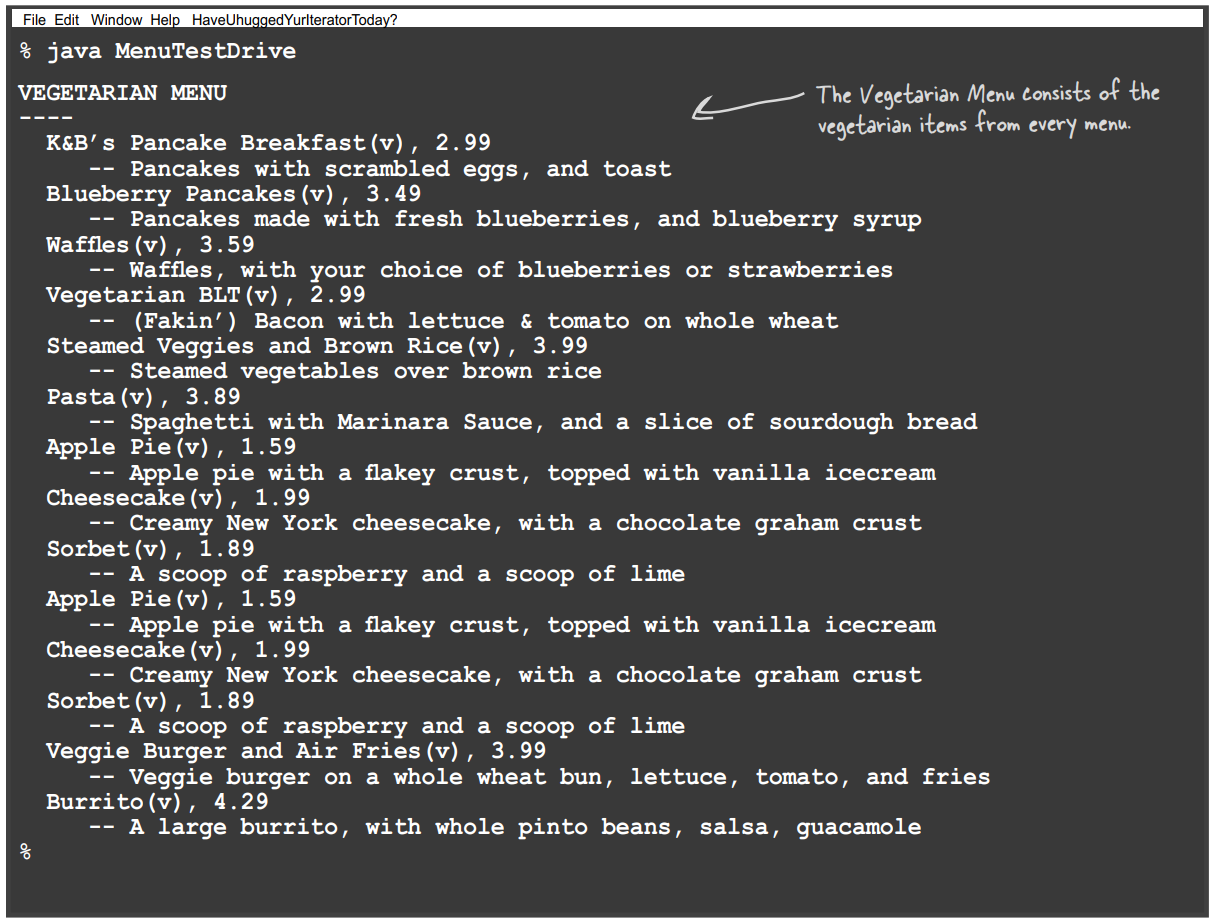 File Edit Window Help HaveUhuggedYurIteratorToday?
% java MenuTestDrive
VEGETARIAN MENU
----
The Vegetarian Menu consists of the
vegetarian items from every menu.
K&B’s Pancake Breakfast(v), 2.99
-- Pancakes with scrambled eggs, and toast
Blueberry Pancakes(v), 3.49
-- Pancakes made with fresh blueberries, and blueberry syrup
Waffles(v), 3.59
-- Waffles, with your choice of blueberries or strawberries
Vegetarian BLT(v), 2.99
-- (Fakin’) Bacon with lettuce & tomato on whole wheat
Steamed Veggies and Brown Rice(v), 3.99
-- Steamed vegetables over brown rice
Pasta(v), 3.89
-- Spaghetti with Marinara Sauce, and a slice of sourdough bread
Apple Pie(v), 1.59
-- Apple pie with a flakey crust, topped with vanilla icecream
Cheesecake(v), 1.99
-- Creamy New York cheesecake, with a chocolate graham crust
Sorbet(v), 1.89
-- A scoop of raspberry and a scoop of lime
Apple Pie(v), 1.59
-- Apple pie with a flakey crust, topped with vanilla icecream
Cheesecake(v), 1.99
-- Creamy New York cheesecake, with a chocolate graham crust
Sorbet(v), 1.89
-- A scoop of raspberry and a scoop of lime
Veggie Burger and Air Fries(v), 3.99
-- Veggie burger on a whole wheat bun, lettuce, tomato, and fries
Burrito(v), 4.29
-- A large burrito, with whole pinto beans, salsa, guacamole
%